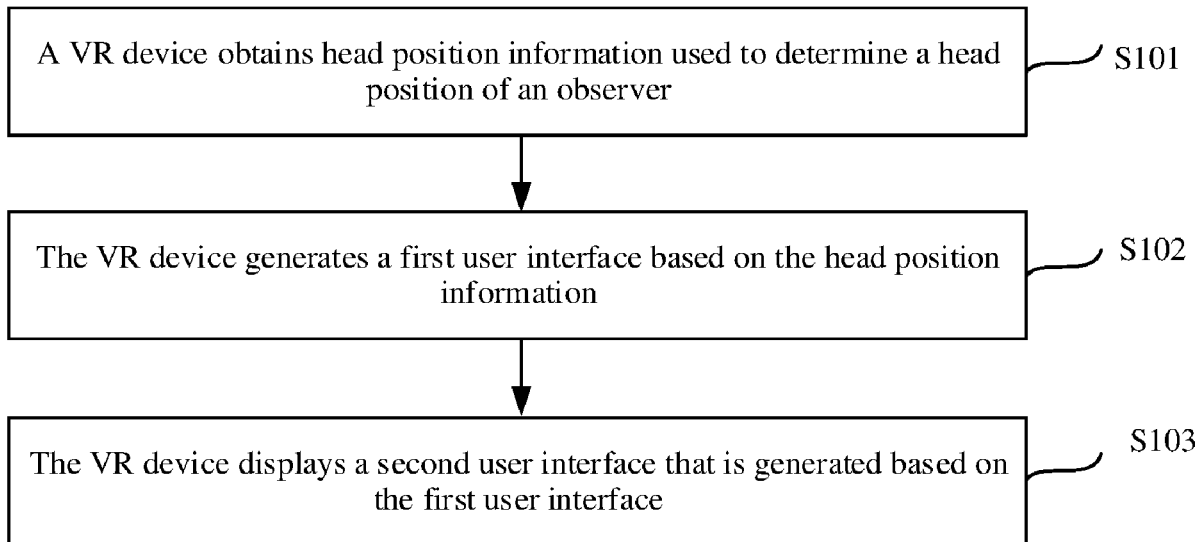 A VR device obtains head position information used to determine a head
position of an observer
S101
The VR device generates a first user interface based on the head position
information
S102
The VR device displays a second user interface that is generated based on
the first user interface
S103